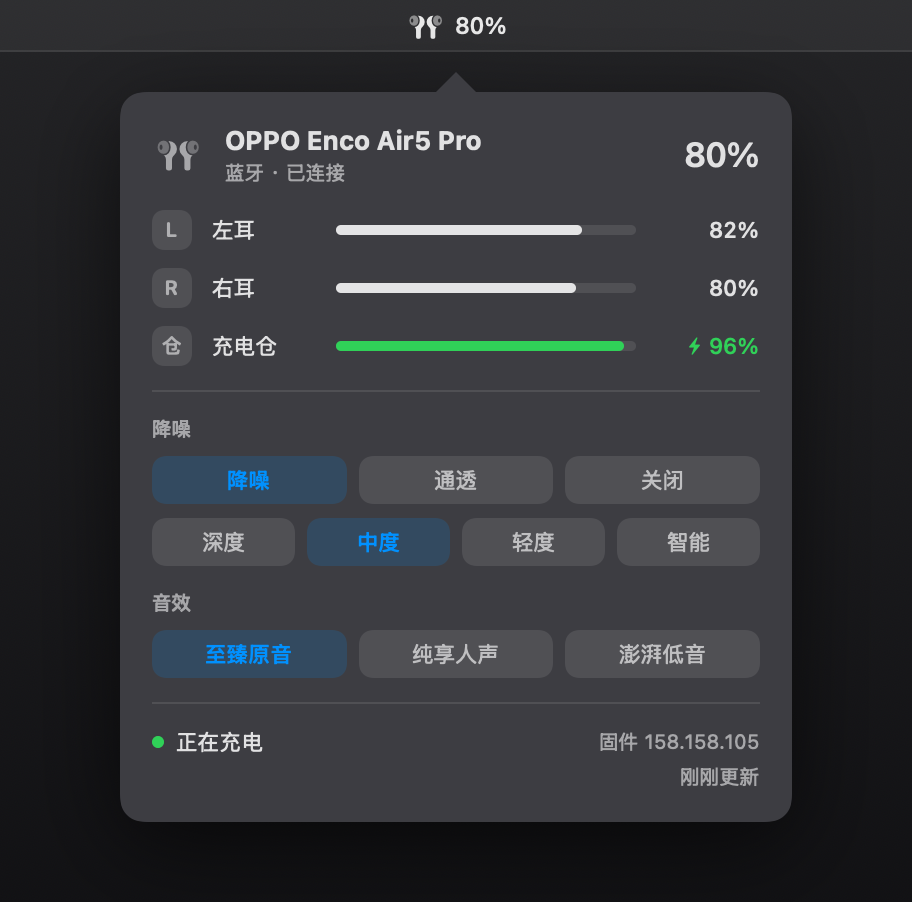 80%
OPPO Enco Air5 Pro
蓝牙 · 已连接
80%
L 左耳 82%
R 右耳 80%
仓 充电仓 96%
降噪
降噪 通透 关闭
深度 中度 轻度 智能
音效
至臻原音 纯享人声 澎湃低音
正在充电 固件 158.158.105
刚刚更新